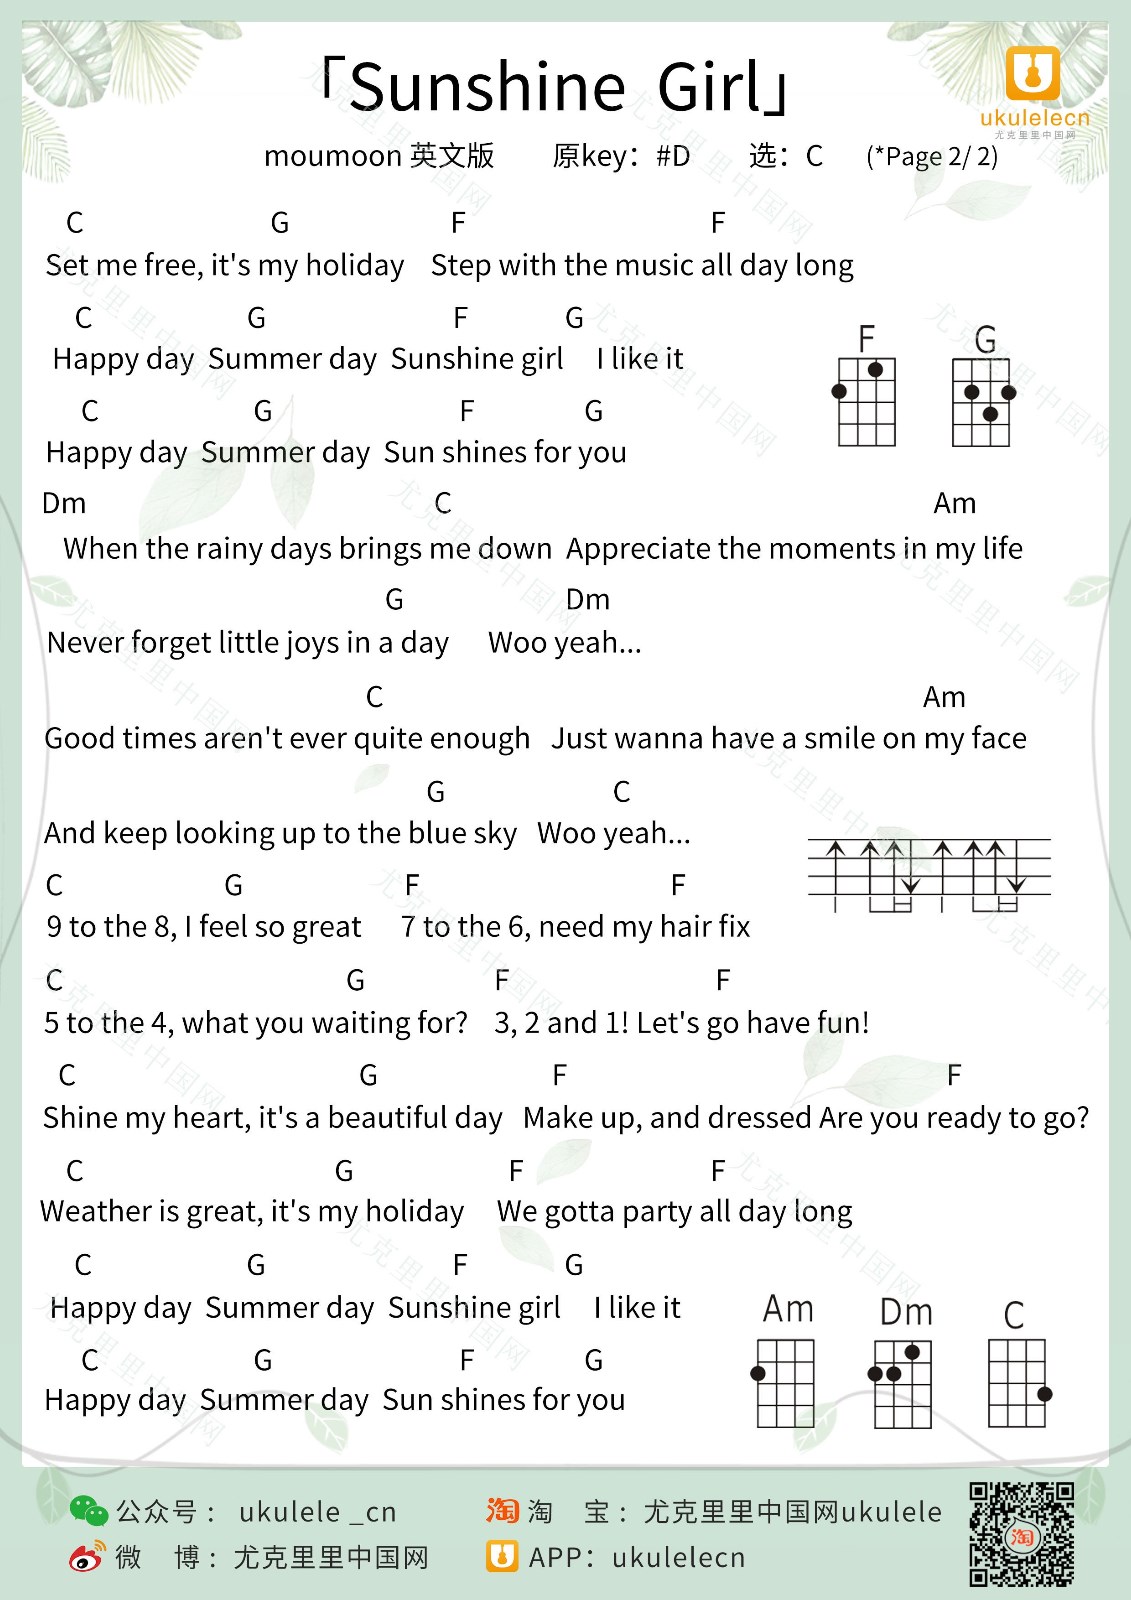 「Sunshine Girl」
ukulelecn
尤克里里中国网
moumoon 英文版 原key：#D 选：C (*Page 2/ 2)
C G F F
Set me free, it's my holiday Step with the music all day long
C G F G
Happy day Summer day Sunshine girl I like it
F G
C G F G
Happy day Summer day Sun shines for you
Dm C Am
When the rainy days brings me down Appreciate the moments in my life
G Dm
Never forget little joys in a day Woo yeah...
C Am
Good times aren't ever quite enough Just wanna have a smile on my face
G C
And keep looking up to the blue sky Woo yeah...
C G F F
9 to the 8, I feel so great 7 to the 6, need my hair fix
C G F F
5 to the 4, what you waiting for? 3, 2 and 1! Let's go have fun!
C G F F
Shine my heart, it's a beautiful day Make up, and dressed Are you ready to go?
C G F F
Weather is great, it's my holiday We gotta party all day long
C G F G
Happy day Summer day Sunshine girl I like it
Am Dm C
C G F G
Happy day Summer day Sun shines for you
公众号： ukulele _cn 淘 淘 宝：尤克里里中国网ukulele
淘
微 博：尤克里里中国网 APP：ukulelecn